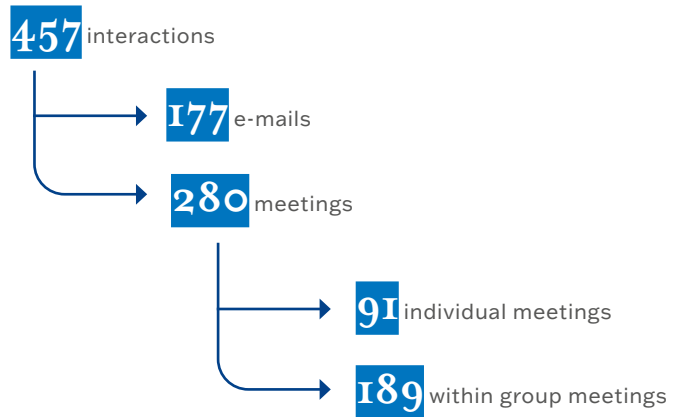 457 interactions
177 e-mails
280 meetings
91 individual meetings
189 within group meetings